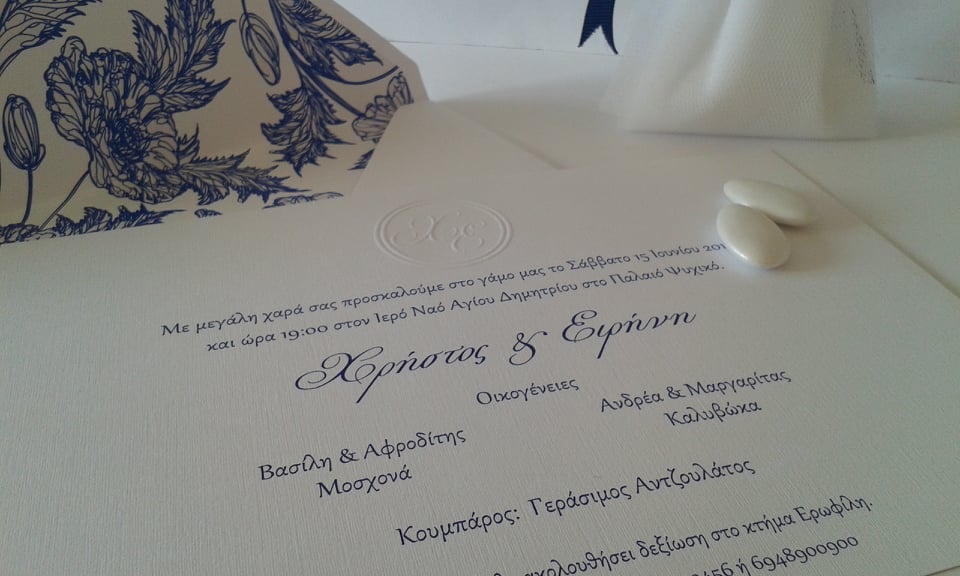 Χ ε
Με μεγάλη χαρά σας προσκαλούμε στο γάμο μας το Σάββατο 15 Ιουνίου
και ώρα 19:00 στον Ιερό Ναό Αγίου Δημητρίου στο Παλαιό Ψυχικό.
Χρήστος & Ειρήνη
Οικογένειες
Βασίλη & Αφροδίτης
Μοσχονά
Ανδρέα & Μαργαρίτας
Καλυβώκα
Κουμπάρος: Γεράσιμος Αντζουλάτος
δεξίωση στο κτήμα Ερωφίλη.
ή 6948900900